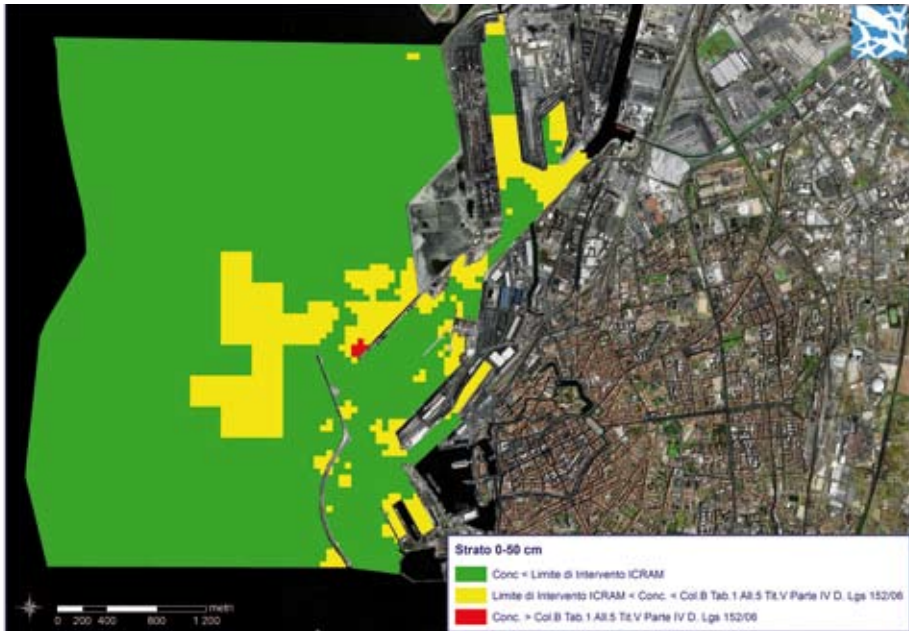 Strato 0-50 cm
Conc < Limite di Intervento ICRAM
Limite di Intervento ICRAM < Conc. < Col.B Tab.1 All.5 Tit.V Parte IV D. Lgs 152/06
Conc. > Col.B Tab.1 All.5 Tit.V Parte IV D. Lgs 152/06
metri
0 200 400 800 1 200